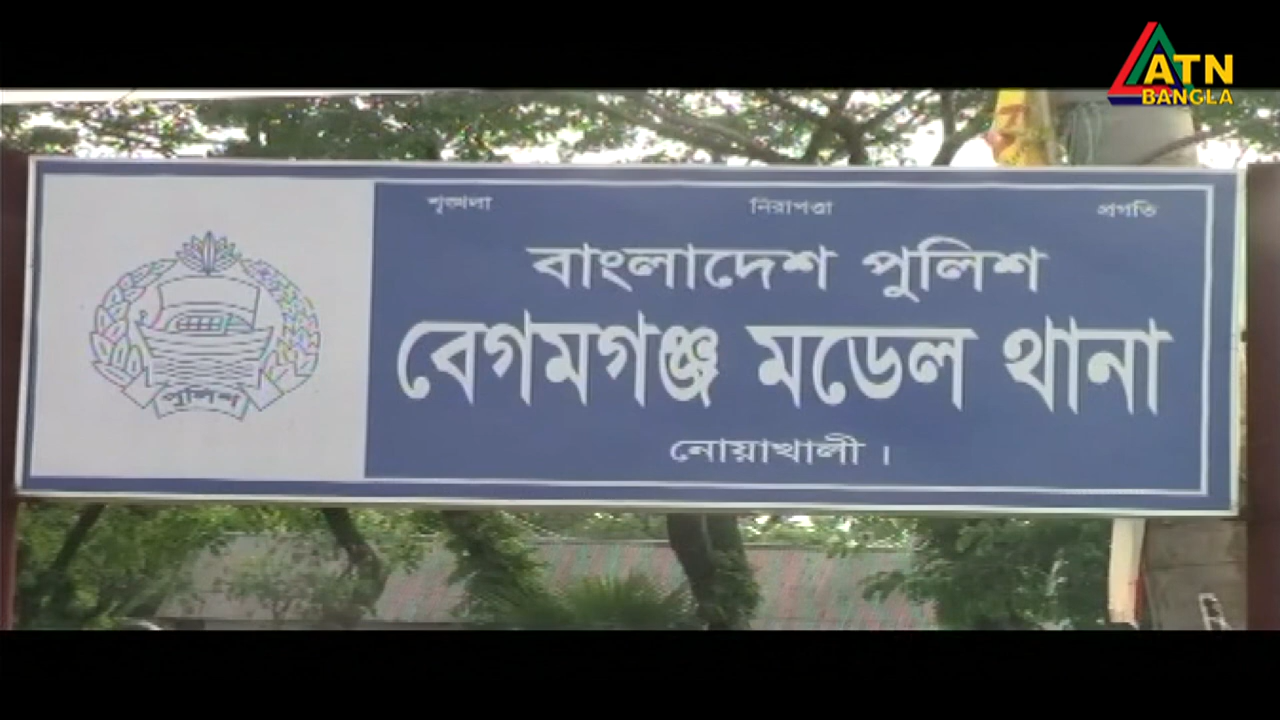 ATN
BANGLA
শৃঙ্খলা নিরাপত্তা প্রগতি
বাংলাদেশ পুলিশ
বেগমগঞ্জ মডেল থানা
নোয়াখালী।
পুলিশ